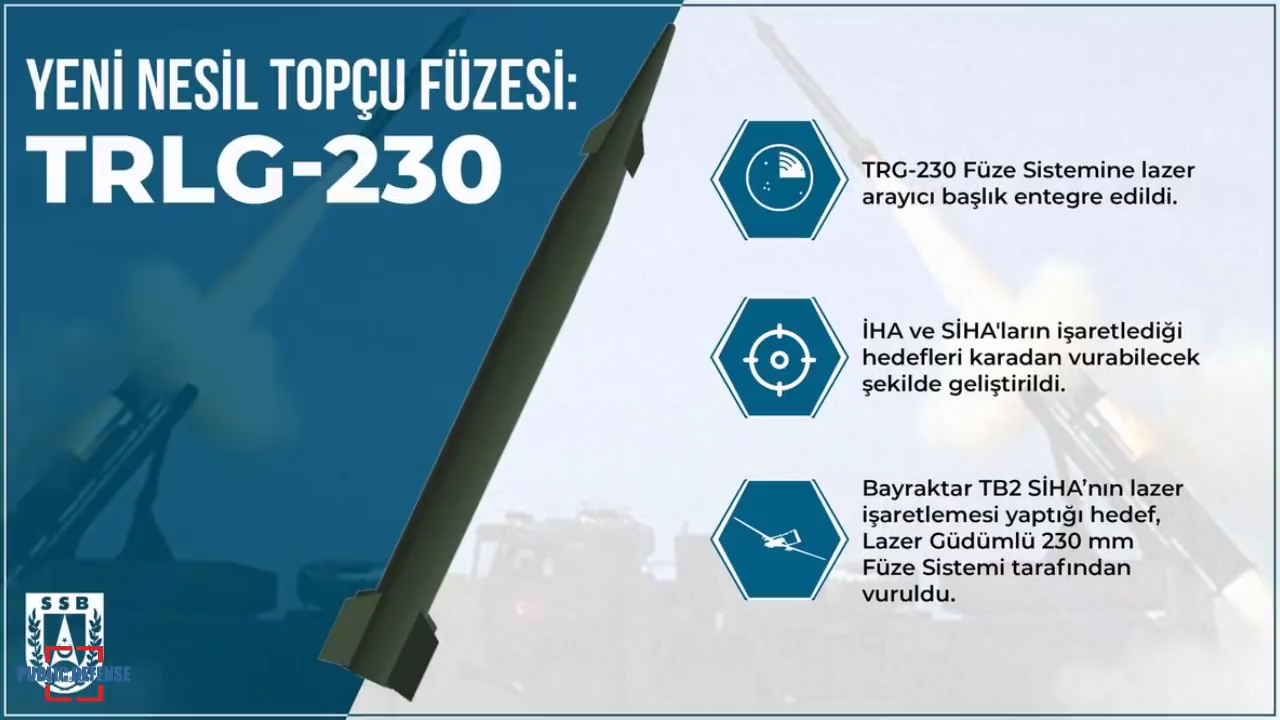 YENİ NESİL TOPÇU FÜZESİ:
TRLG-230
TRG-230 Füze Sistemine lazer
arayıcı başlık entegre edildi.
İHA ve SİHA'ların işaretlediği
hedefleri karadan vurabilecek
şekilde geliştirildi.
Bayraktar TB2 SİHA’nın lazer
işaretlemesi yaptığı hedef,
Lazer Güdümlü 230 mm
Füze Sistemi tarafından
vuruldu.
SSB
PUBLIC DEFENSE